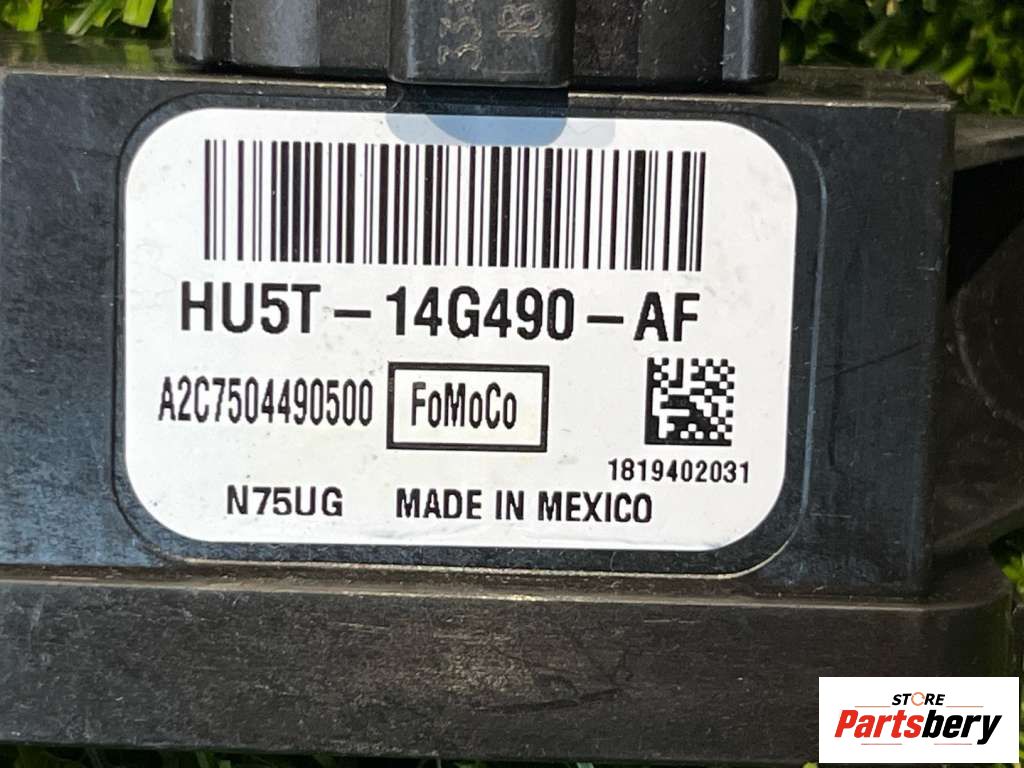 HU5T-14G490-AF
A2C7504490500 FoMoCo
1819402031
N75UG MADE IN MEXICO
STORE
Partsbery